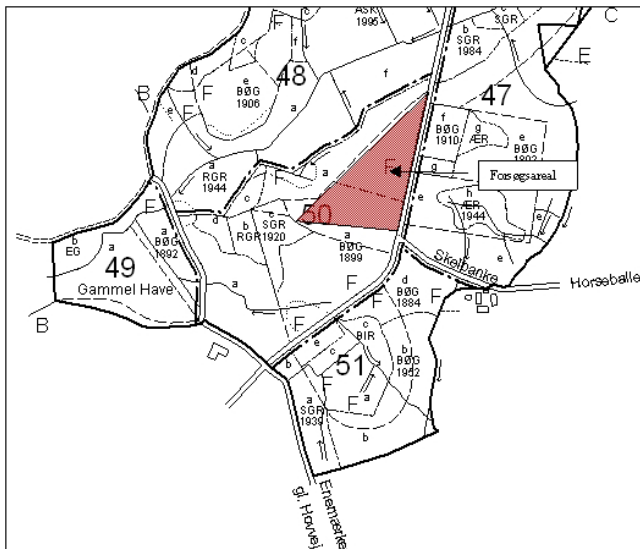 ASK
1995
c
SGR
C
b
SGR
1984
F
c
f
d
48
e
BØG
1906
F
F
f
47
E
B
e
a
f
BØG
1910
g
ÆR
e
BØG
1892
RGR
1944
F
a
F
g
Forsøgsareal
h
ÆR
1944
e
F
c
d
c
SGR
1920
b
RGR
50
a
BØG
1899
e
e
b
EG
a
a
BØG
1892
49
Gammel Have
a
Skelbanke
Horseballe
B
F
F
d
BØG
1884
F
F
c
BIR
e
b
51
b
BØG
1952
F
a
F
a
SGR
1939
b
Enemærke
gl. Hovvej